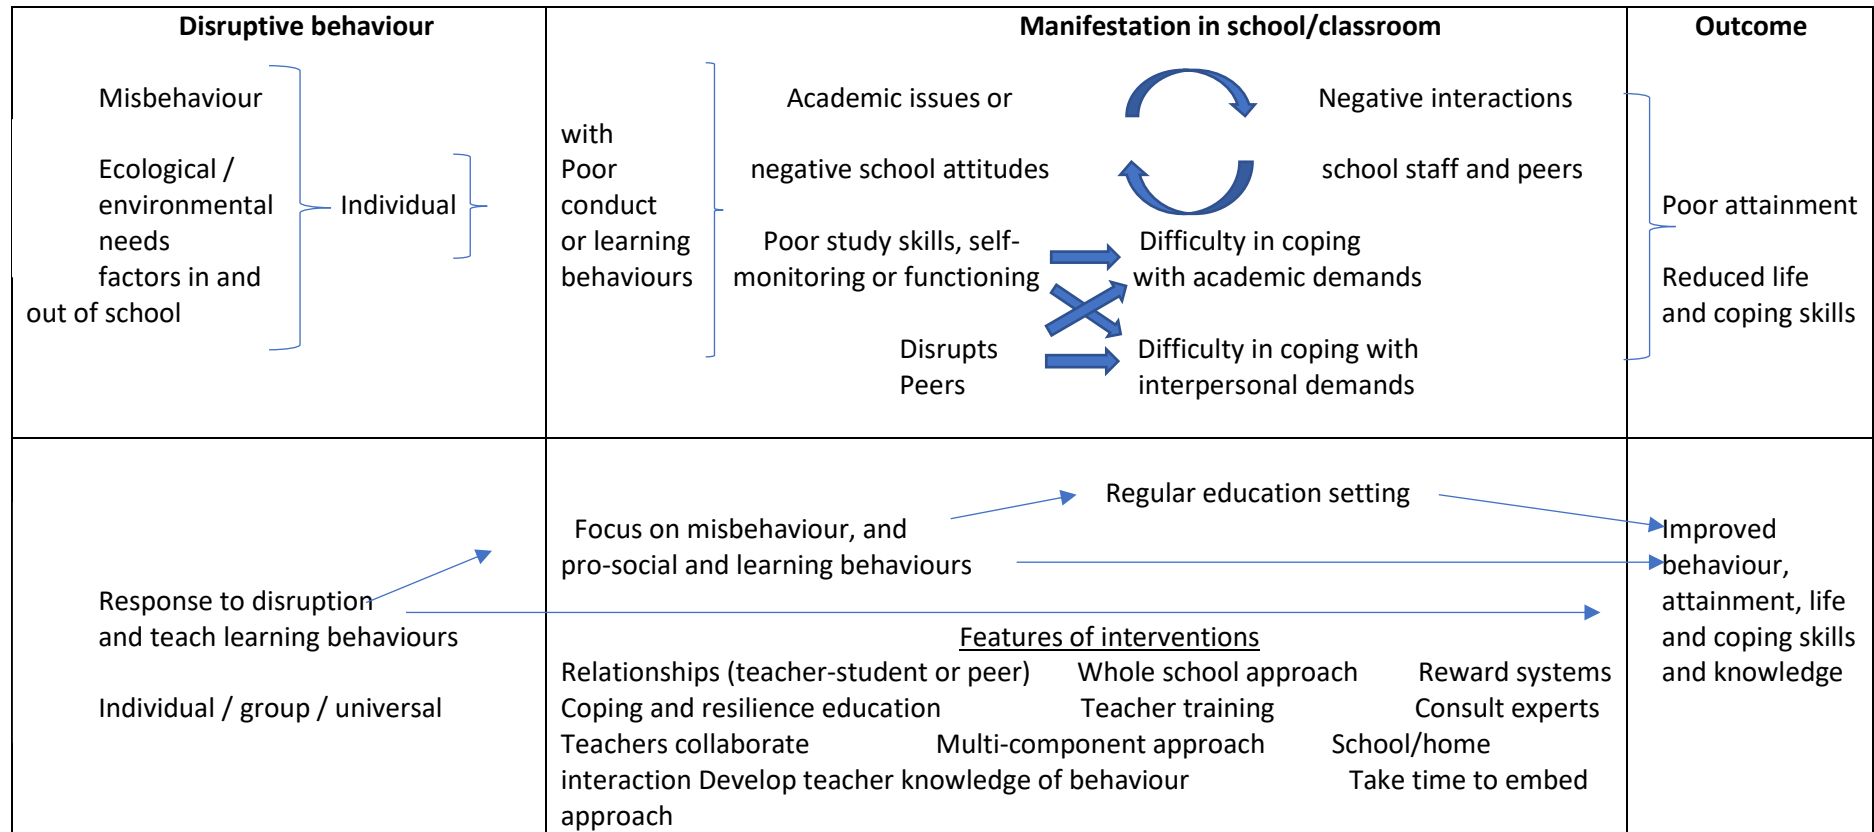 Disruptive behaviour
Manifestation in school/classroom
Outcome
Misbehaviour
Ecological /
environmental
needs
factors in and
out of school
Individual
with
Poor
conduct
or learning
behaviours
Academic issues or
negative school attitudes
Negative interactions
school staff and peers
Poor study skills, self-
monitoring or functioning
Difficulty in coping
with academic demands
Disrupts
Peers
Difficulty in coping with
interpersonal demands
Poor attainment
Reduced life
and coping skills
Response to disruption
and teach learning behaviours
Individual / group / universal
Focus on misbehaviour, and
pro-social and learning behaviours
Regular education setting
Features of interventions
Relationships (teacher-student or peer) Whole school approach Reward systems
Coping and resilience education Teacher training Consult experts
Teachers collaborate Multi-component approach School/home
interaction Develop teacher knowledge of behaviour Take time to embed
approach
Improved
behaviour,
attainment, life
and coping skills
and knowledge